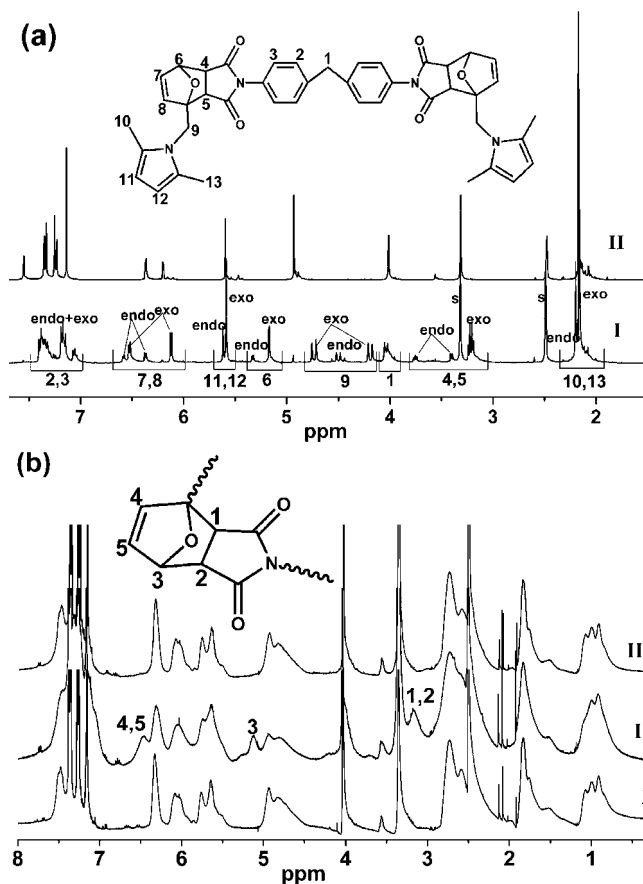 (a)
O
O
6
4
3
2
1
7
O
N
N
O
8
5
9
O
O
10
N
N
11
12
13
II
I
endo+exo
endo
exo
endo
exo
endo
exo
exo
endo
s
endo
exo
s
endo
exo
2,3
7,8
11,12
6
9
1
4,5
10,13
7 6 5 4 3 2
ppm
(b)
4
1
O
5
O
N
3
2
O
II
4,5
3
1,2
I
8 7 6 5 4 3 2 1
ppm